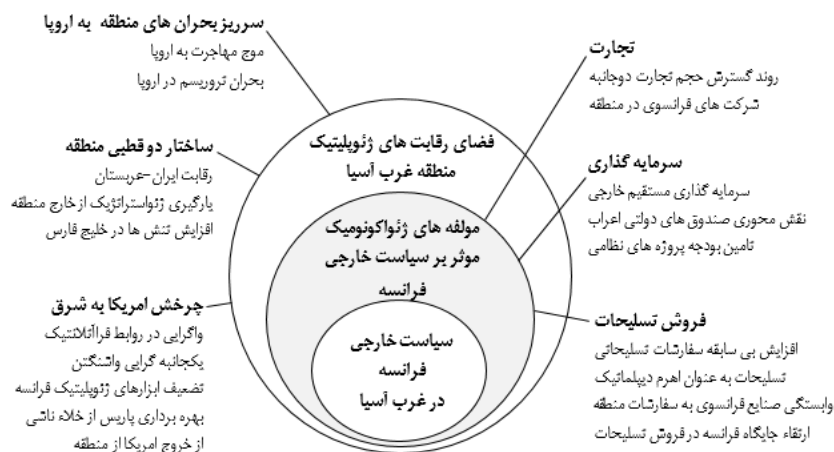 سرریز بحران های منطقه به اروپا
موج مهاجرت به اروپا
بحران تروریسم در اروپا
تجارت
روند گسترش حجم تجارت دوجانبه
شرکت های فرانسوی در منطقه
ساختار دو قطبی منطقه
رقابت ایران-عربستان
یارگیری ژئواستراتژیک از خارج منطقه
افزایش تنش ها در خلیج فارس
فضای رقابت های ژئوپلیتیک
منطقه غرب آسیا
سرمایه گذاری
سرمایه گذاری مستقیم خارجی
نقش محوری صندوق های دولتی اعراب
تامین بودجه پروژه های نظامی
مولفه های ژئواکونومیک
موثر بر سیاست خارجی
فرانسه
چرخش امریکا به شرق
واگرایی در روابط فراآتلانتیک
یکجانبه گرایی واشنگتن
تضعیف ابزارهای ژئوپلیتیک فرانسه
بهره برداری پاریس از خلاء ناشی
از خروج امریکا از منطقه
سیاست خارجی
فرانسه
در غرب آسیا
فروش تسلیحات
افزایش بی سابقه سفارشات تسلیحاتی
تسلیحات به عنوان اهرم دیپلماتیک
وابستگی صنایع فرانسوی به سفارشات منطقه
ارتقاء جایگاه فرانسه در فروش تسلیحات